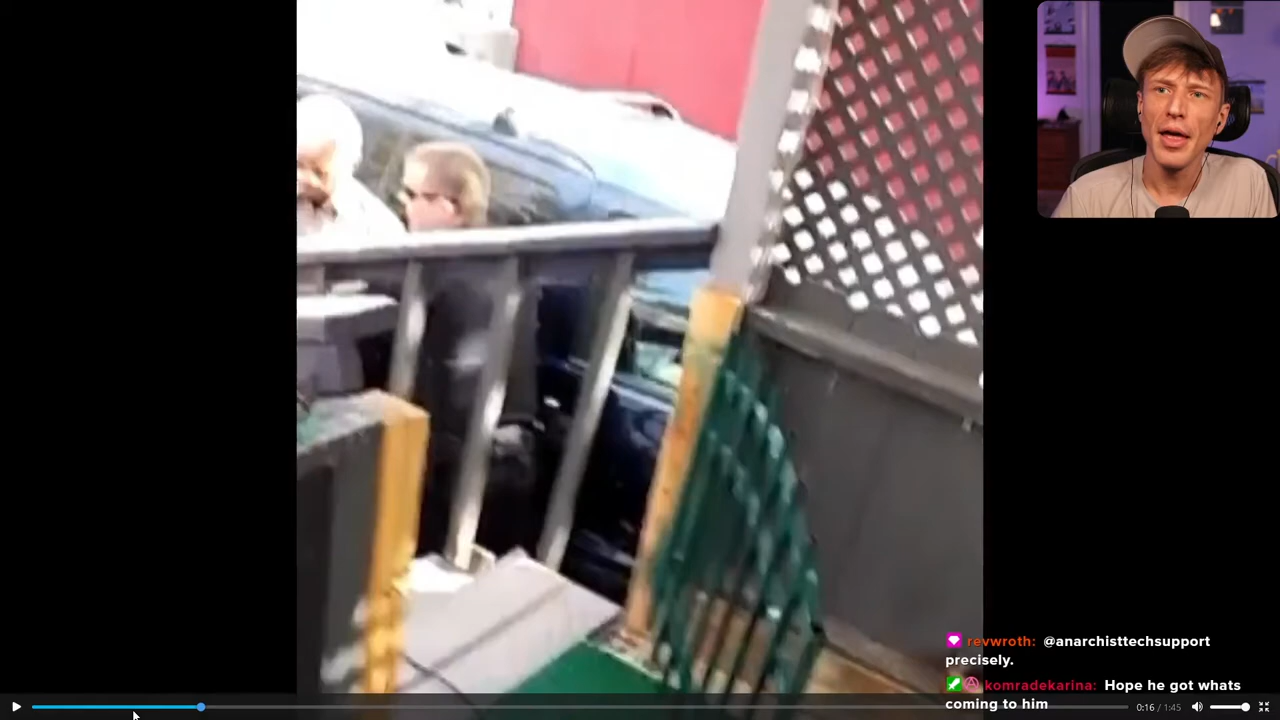 revwroth: @anarchisttechsupport
precisely.
komradekarina: Hope he got whats
coming to him
0:16 / 1:45